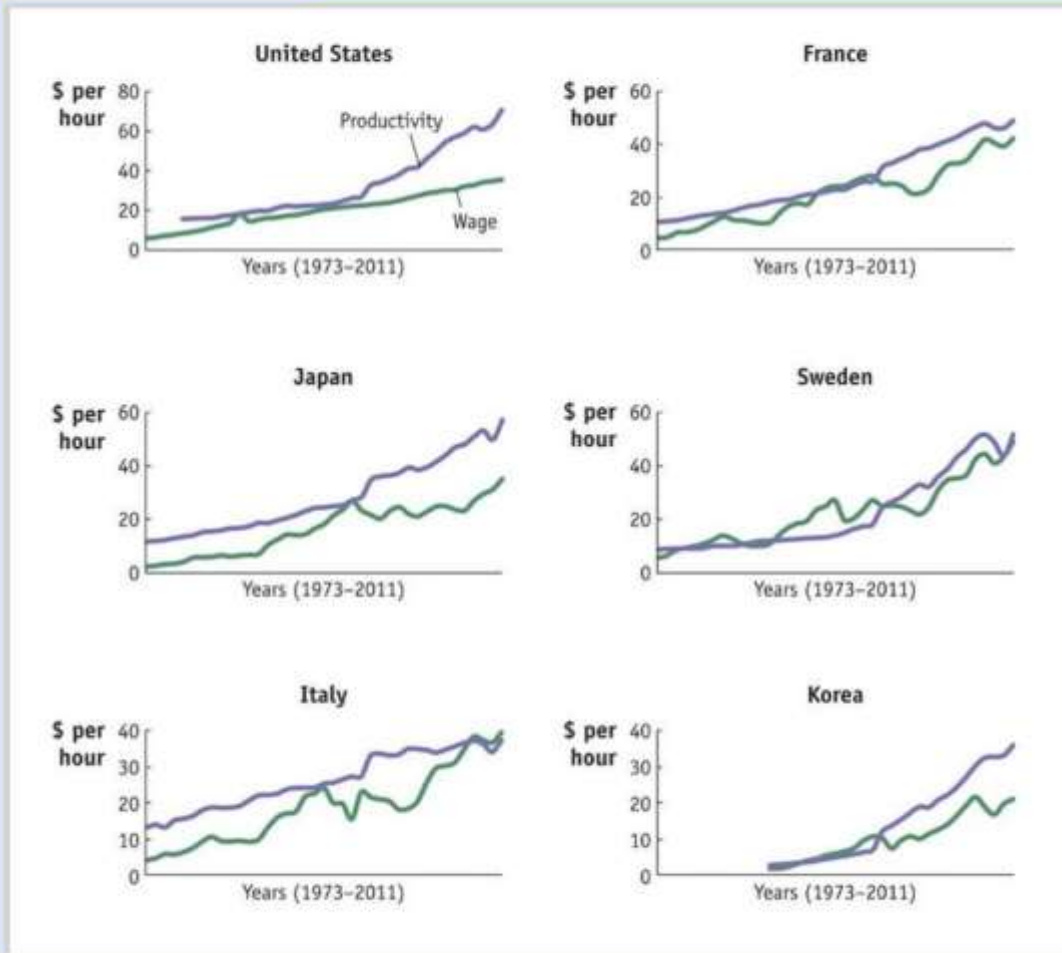 United States
$ per
hour
80
60
40
20
0
Productivity
Wage
Years (1973–2011)
France
$ per
hour
60
40
20
0
Years (1973–2011)
Japan
$ per
hour
60
40
20
0
Years (1973–2011)
Sweden
$ per
hour
60
40
20
0
Years (1973–2011)
Italy
$ per
hour
40
30
20
10
0
Years (1973–2011)
Korea
$ per
hour
40
30
20
10
0
Years (1973–2011)